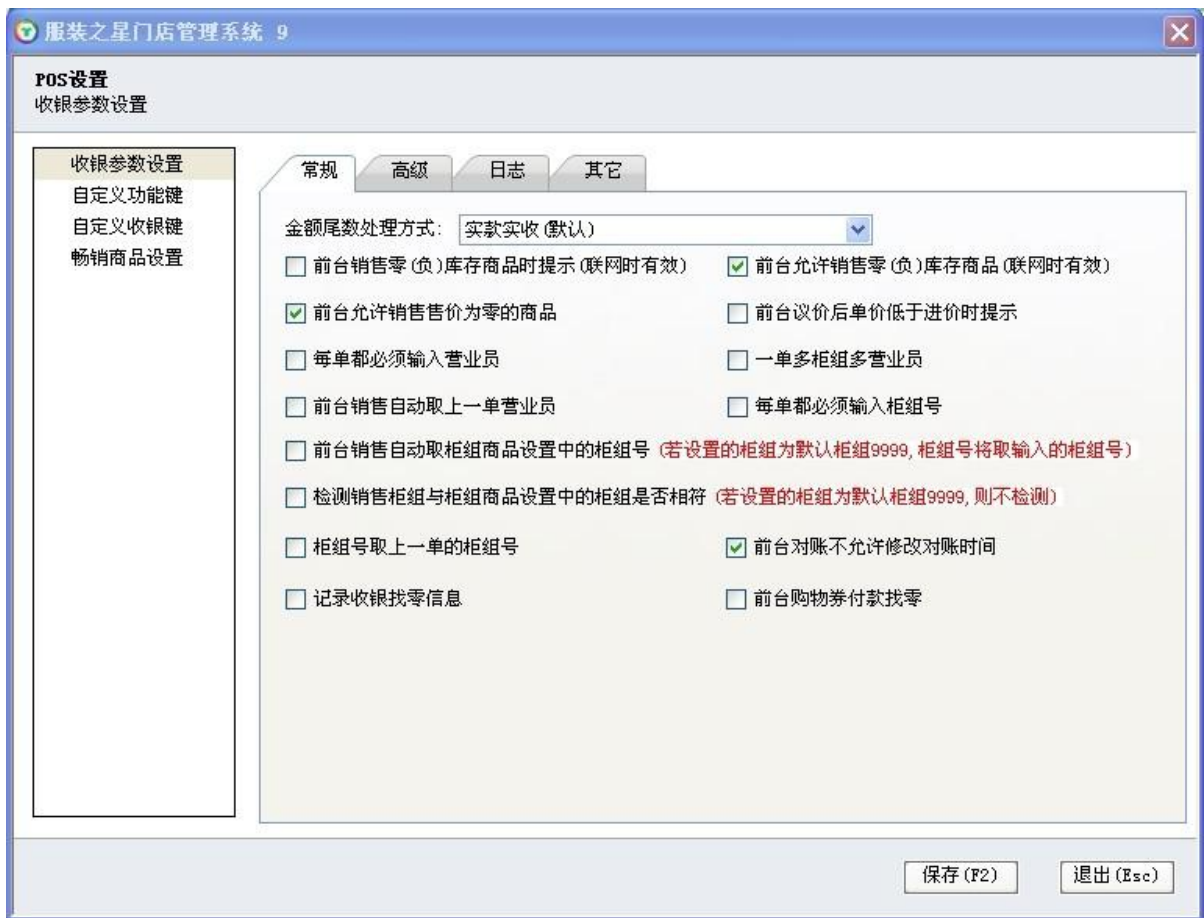 服装之星门店管理系统 9
POS设置
收银参数设置
收银参数设置
自定义功能键
自定义收银键
畅销商品设置
常规 高级 日志 其它
金额尾数处理方式: 实款实收(默认)
前台销售零(负)库存商品时提示(联网时有效) 前台允许销售零(负)库存商品(联网时有效)
前台允许销售售价为零的商品 前台议价后单价低于进价时提示
每单都必须输入营业员 一单多柜组多营业员
前台销售自动取上一单营业员 每单都必须输入柜组号
前台销售自动取柜组商品设置中的柜组号 (若设置的柜组为默认柜组9999,柜组号将取输入的柜组号)
检测销售柜组与柜组商品设置中的柜组是否相符 (若设置的柜组为默认柜组9999,则不检测)
柜组号取上一单的柜组号 前台对账不允许修改对账时间
记录收银找零信息 前台购物券付款找零
保存(F2) 退出(Esc)